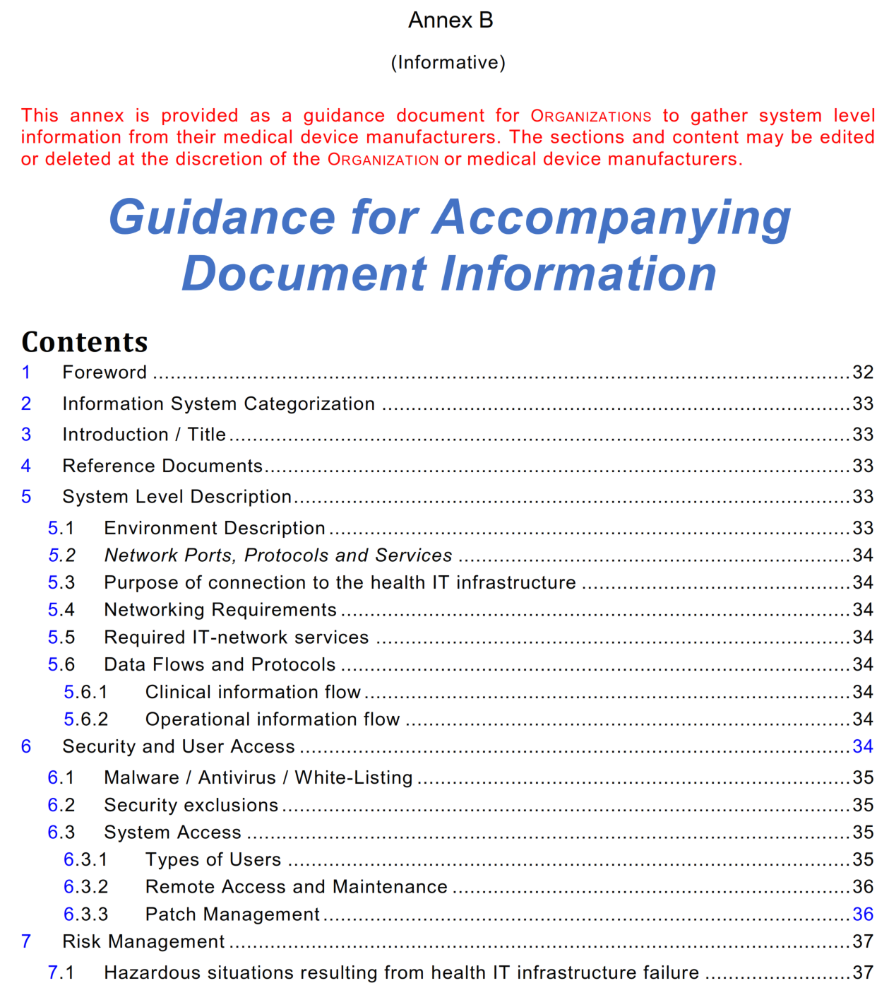 Annex B
(Informative)
This annex is provided as a guidance document for ORGANIZATIONS to gather system level
information from their medical device manufacturers. The sections and content may be edited
or deleted at the discretion of the ORGANIZATION or medical device manufacturers.
Guidance for Accompanying
Document Information
Contents
1 Foreword ........................................ 32
2 Information System Categorization ........................................ 33
3 Introduction / Title ........................................ 33
4 Reference Documents ........................................ 33
5 System Level Description ........................................ 33
5.1 Environment Description ........................................ 33
5.2 Network Ports, Protocols and Services ........................................ 34
5.3 Purpose of connection to the health IT infrastructure ........................................ 34
5.4 Networking Requirements ........................................ 34
5.5 Required IT-network services ........................................ 34
5.6 Data Flows and Protocols ........................................ 34
5.6.1 Clinical information flow ........................................ 34
5.6.2 Operational information flow ........................................ 34
6 Security and User Access ........................................ 34
6.1 Malware / Antivirus / White-Listing ........................................ 35
6.2 Security exclusions ........................................ 35
6.3 System Access ........................................ 35
6.3.1 Types of Users ........................................ 35
6.3.2 Remote Access and Maintenance ........................................ 36
6.3.3 Patch Management ........................................ 36
7 Risk Management ........................................ 37
7.1 Hazardous situations resulting from health IT infrastructure failure ........................................ 37